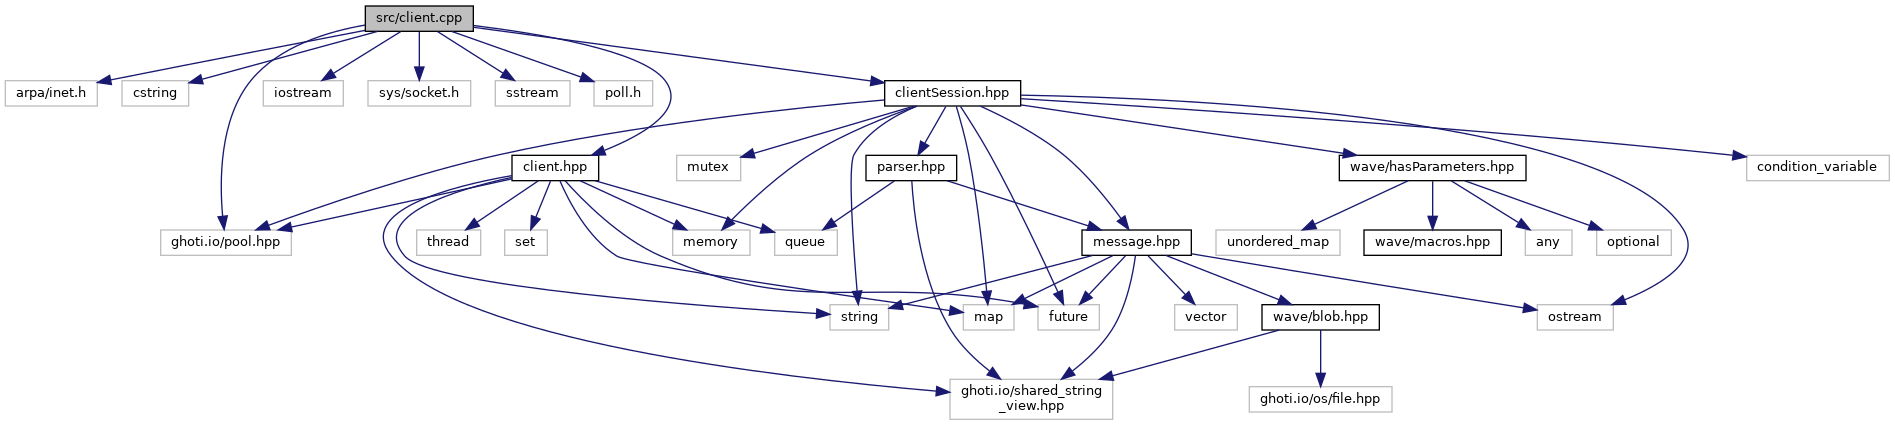 src/client.cpp
arpa/inet.h
cstring
iostream
sys/socket.h
sstream
poll.h
clientSession.hpp
client.hpp
mutex
parser.hpp
wave/hasParameters.hpp
condition_variable
ghoti.io/pool.hpp
thread
set
memory
queue
message.hpp
unordered_map
wave/macros.hpp
any
optional
string
map
future
vector
wave/blob.hpp
ostream
ghoti.io/shared_string
_view.hpp
ghoti.io/os/file.hpp